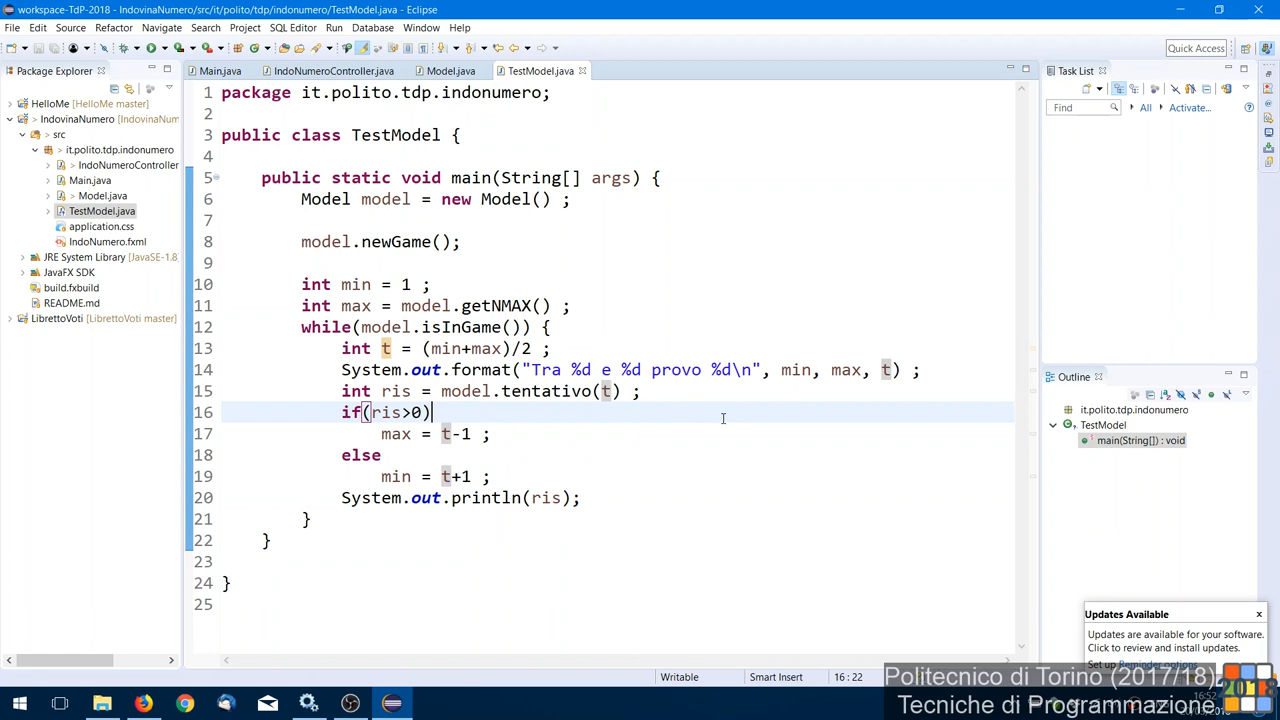 workspace-TdP-2018 - IndovinaNumero/src/it/polito/tdp/indonumero/TestModel.java - Eclipse
File Edit Source Refactor Navigate Search Project SQL Editor Run Database Window Help
Quick Access
Package Explorer
HelloMe [HelloMe master]
IndovinaNumero [IndovinaNum
src
it.polito.tdp.indonumero
IndoNumeroController
Main.java
> Model.java
TestModel.java
application.css
IndoNumero.fxml
JRE System Library [JavaSE-1.8]
JavaFX SDK
build.fxbuild
README.md
LibrettoVoti [LibrettoVoti master]
Main.java IndoNumeroController.java Model.java TestModel.java
1 package it.polito.tdp.indonumero;
2
3 public class TestModel {
4
5 public static void main(String[] args) {
6 Model model = new Model() ;
7
8 model.newGame();
9
10 int min = 1 ;
11 int max = model.getNMAX() ;
12 while(model.isInGame()) {
13 int t = (min+max)/2 ;
14 System.out.format("Tra %d e %d provo %d\n", min, max, t) ;
15 int ris = model.tentativo(t) ;
16 if(ris>0)
17 max = t-1 ;
18 else
19 min = t+1 ;
20 System.out.println(ris);
21 }
22 }
23
24 }
25
Task List
Find All Activate...
Outline
it.polito.tdp.indonumero
TestModel
main(String[]) : void
Updates Available
Updates are available for your software.
Click to review and install updates.
Set up Reminder options
Writable Smart Insert 16 : 22
Politecnico di Torino (2017/18)
Tecniche di Programmazione
2018
16:52